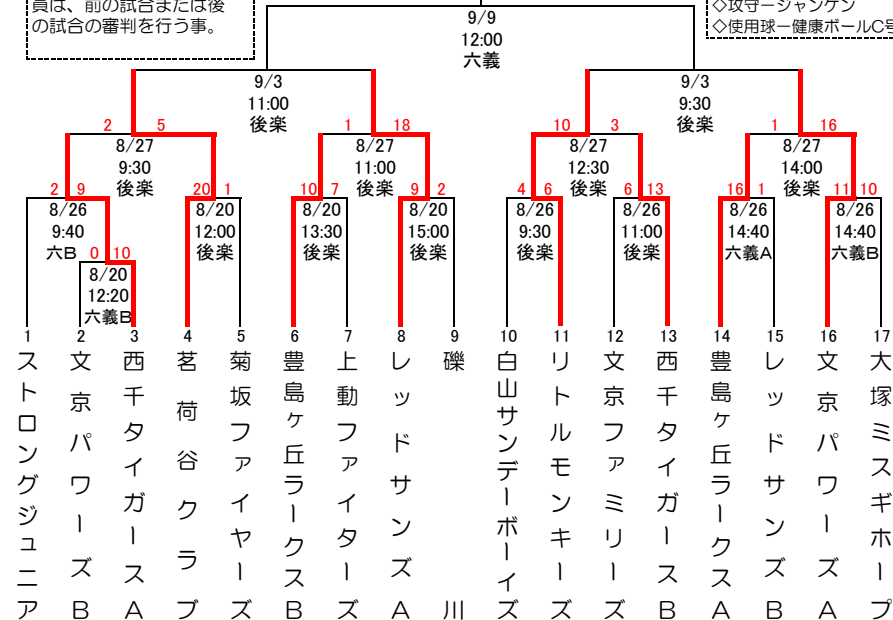 員は、前の試合または後
の試合の審判を行う事。
◇攻守－ジャンケン
◇使用球－健康ボールC号
9/9
12:00
六義
9/3
11:00
後楽
9/3
9:30
後楽
2 5
8/27
9:30
後楽
1 18
8/27
11:00
後楽
10 3
8/27
12:30
後楽
1 16
8/27
14:00
後楽
2 9
8/26
9:40
六B
20 1
8/20
12:00
後楽
10 7
8/20
13:30
後楽
9 2
8/20
15:00
後楽
4 6
8/26
9:30
後楽
6 13
8/26
11:00
後楽
16 1
8/26
14:40
六義A
11 10
8/26
14:40
六義B
0 10
8/20
12:20
六義B
1
ストロングジュニア
2
文京パワーズB
3
西千タイガースA
4
茗荷谷クラブ
5
菊坂ファイヤーズ
6
豊島ヶ丘ラークスB
7
上動ファイターズ
8
レッドサンズA
9
礫川
10
白山サンデーボーイズ
11
リトルモンキーズ
12
文京ファミリーズ
13
西千タイガースB
14
豊島ヶ丘ラークスA
15
レッドサンズB
16
文京パワーズA
17
大塚ミスギホープ